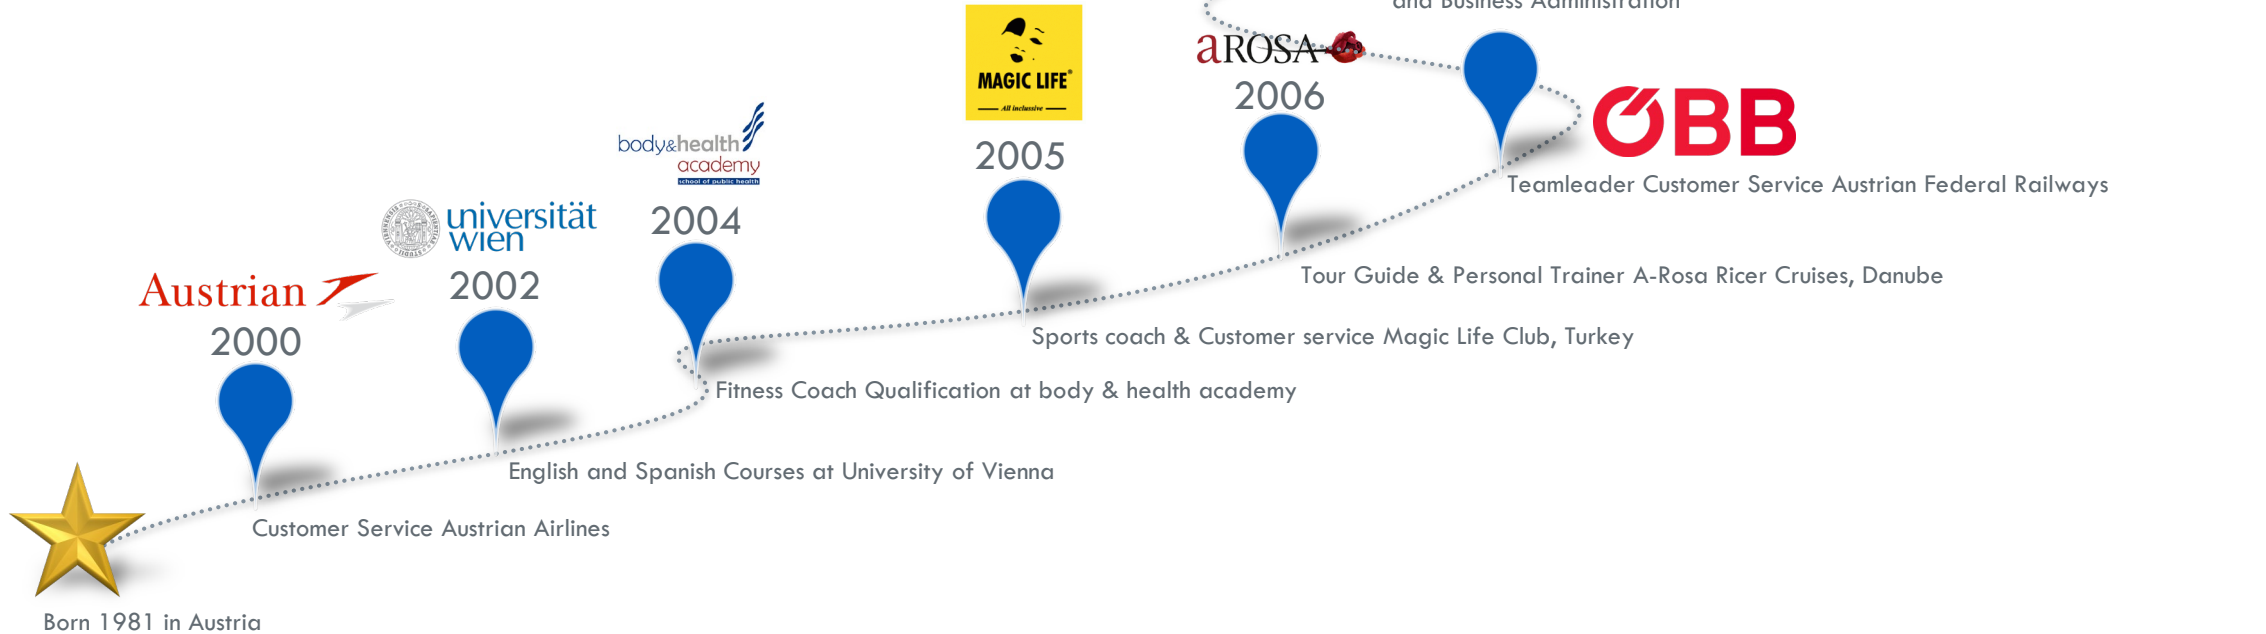 and Business Administration
MAGIC LIFE®
All inclusive
aROSA
2006
ÖBB
Teamleader Customer Service Austrian Federal Railways
body&health
academy
school of public health
2005
2004
universität
wien
2002
Tour Guide & Personal Trainer A-Rosa Ricer Cruises, Danube
Austrian
2000
Sports coach & Customer service Magic Life Club, Turkey
Fitness Coach Qualification at body & health academy
English and Spanish Courses at University of Vienna
Customer Service Austrian Airlines
Born 1981 in Austria